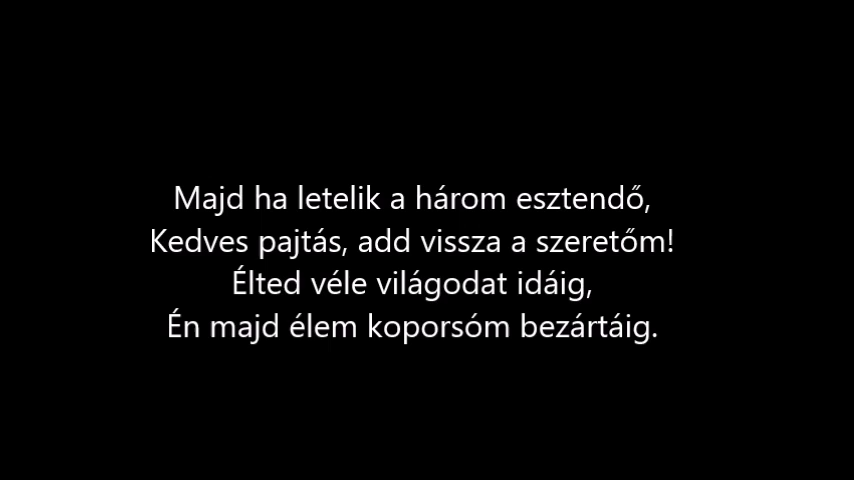 Majd ha letelik a három esztendő,
Kedves pajtás, add vissza a szeretőm!
Élted véle világodat idáig,
Én majd élem koporsóm bezártáig.